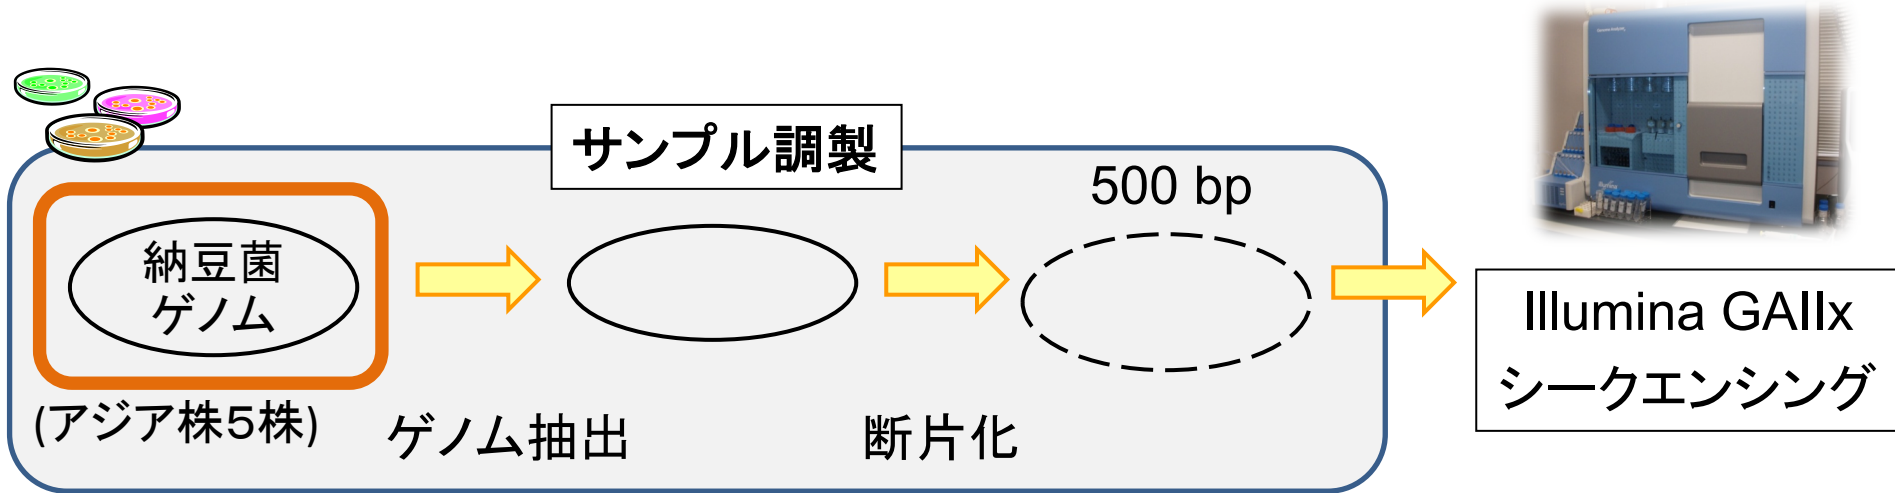 サンプル調製
500 bp
納豆菌
ゲノム
(アジア株５株)
ゲノム抽出
断片化
Illumina GAIIx
シークエンシング